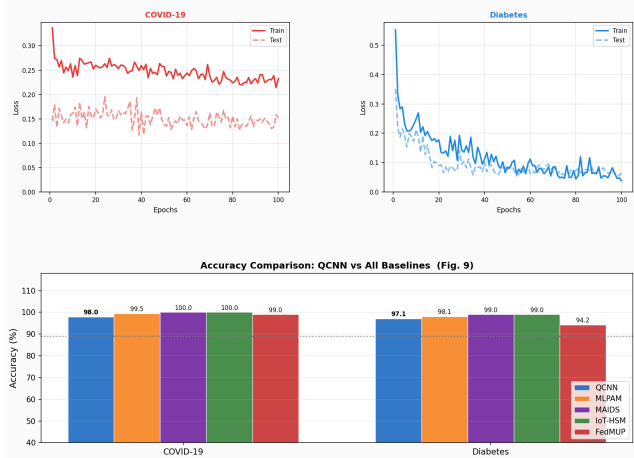 COVID-19
Diabetes
0.30
0.25
0.20
0.15
0.10
0.05
0.00
Loss
0 20 40 60 80 100
Epochs
Train
Test
0.5
0.4
0.3
0.2
0.1
0.0
Loss
0 20 40 60 80 100
Epochs
Train
Test
Accuracy Comparison: QCNN vs All Baselines (Fig. 9)
110
100
90
80
70
60
50
40
Accuracy (%)
98.0 99.5 100.0 100.0 99.0
97.1 98.1 99.0 99.0 94.2
QCNN
MLPAM
MAIDS
IoT-HSM
FedMUP
COVID-19 Diabetes